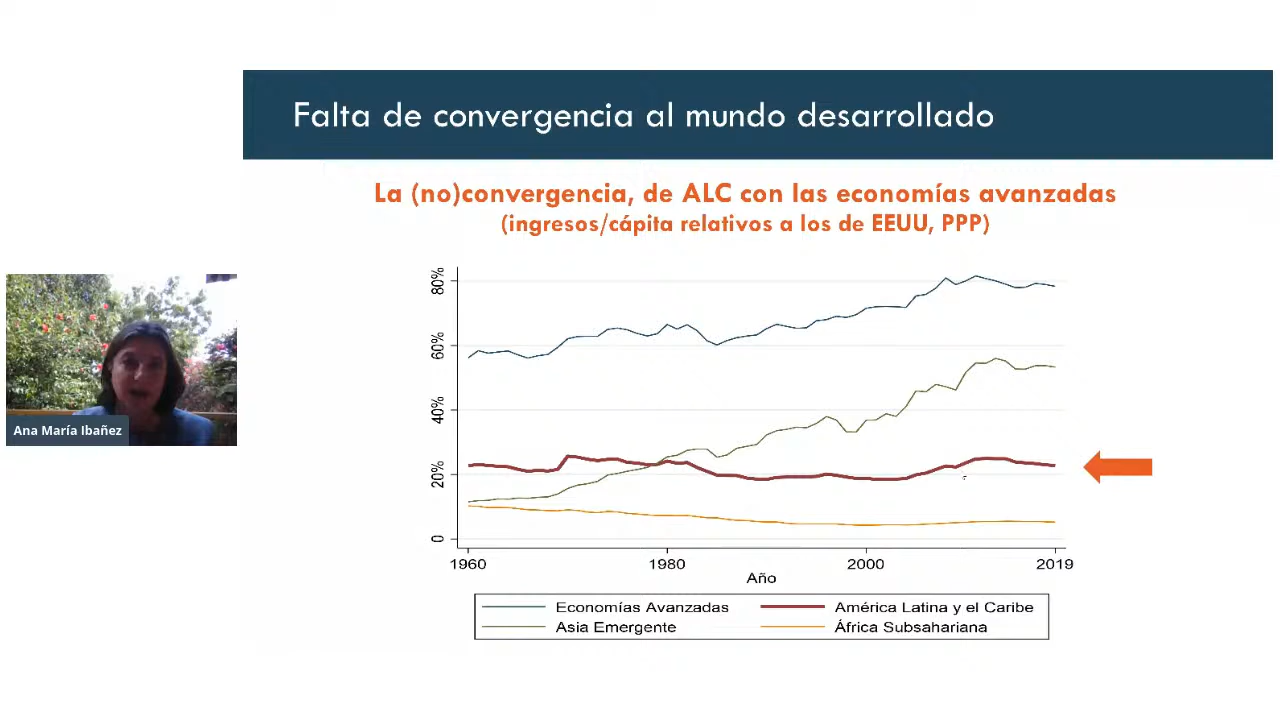 Falta de convergencia al mundo desarrollado
La (no)convergencia, de ALC con las economías avanzadas
(ingresos/cápita relativos a los de EEUU, PPP)
80%
60%
40%
20%
0
1960 1980 2000 2019
Año
Economías Avanzadas América Latina y el Caribe
Asia Emergente África Subsahariana
Ana María Ibañez